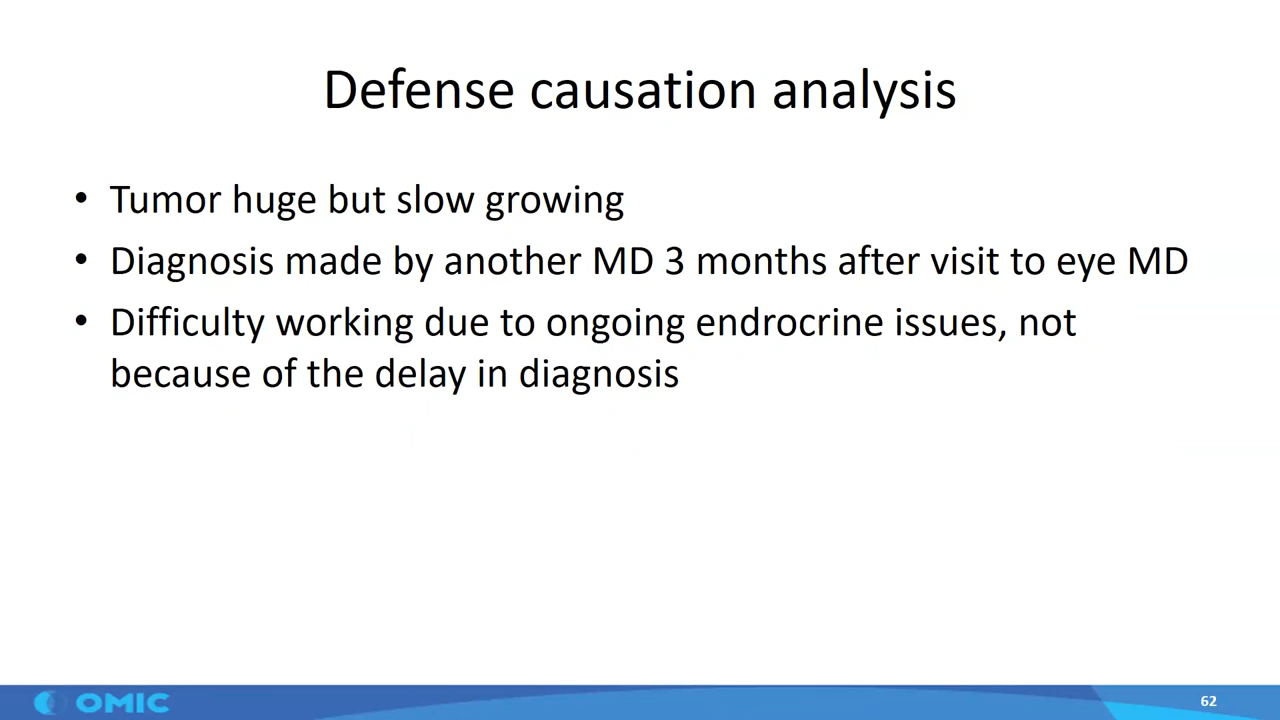 Defense causation analysis
• Tumor huge but slow growing
• Diagnosis made by another MD 3 months after visit to eye MD
• Difficulty working due to ongoing endrocrine issues, not
because of the delay in diagnosis
OMIC
62